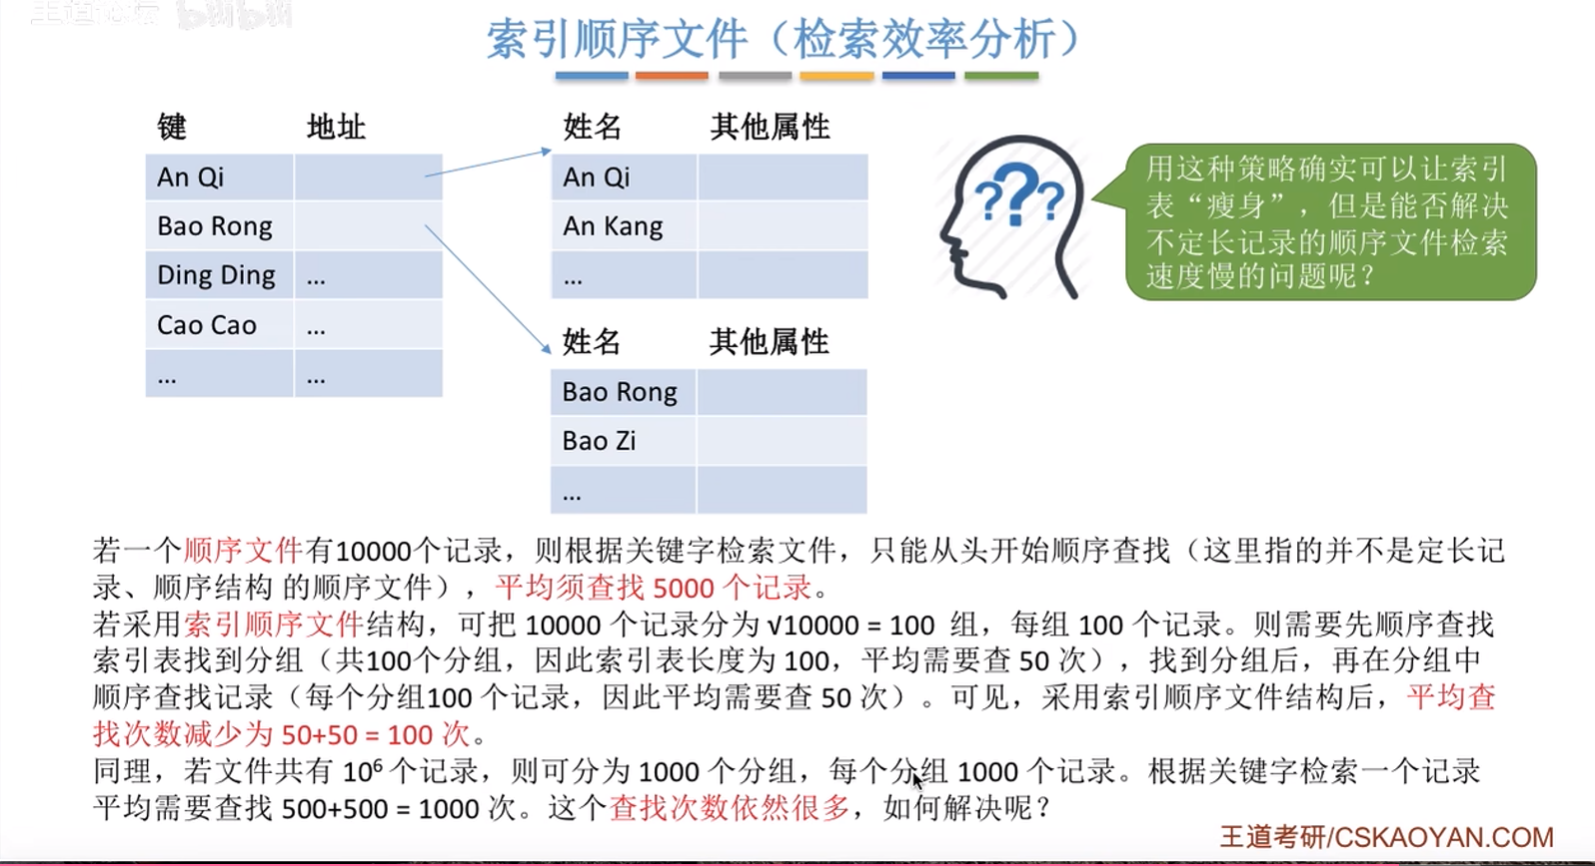 王道论坛 bilibili
索引顺序文件（检索效率分析）
键 地址
An Qi
Bao Rong
Ding Ding ...
Cao Cao ...
... ...
姓名 其他属性
An Qi
An Kang
...
姓名 其他属性
Bao Rong
Bao Zi
...
???
用这种策略确实可以让索引
表“瘦身”，但是能否解决
不定长记录的顺序文件检索
速度慢的问题呢？
若一个顺序文件有10000个记录，则根据关键字检索文件，只能从头开始顺序查找（这里指的并不是定长记
录、顺序结构 的顺序文件），平均须查找 5000 个记录。
若采用索引顺序文件结构，可把 10000 个记录分为 √10000 = 100 组，每组 100 个记录。则需要先顺序查找
索引表找到分组（共100个分组，因此索引表长度为 100，平均需要查 50 次），找到分组后，再在分组中
顺序查找记录（每个分组100 个记录，因此平均需要查 50 次）。可见，采用索引顺序文件结构后，平均查
找次数减少为 50+50 = 100 次。
同理，若文件共有 10⁶ 个记录，则可分为 1000 个分组，每个分组 1000 个记录。根据关键字检索一个记录
平均需要查找 500+500 = 1000 次。这个查找次数依然很多，如何解决呢？
王道考研/CSKAOYAN.COM